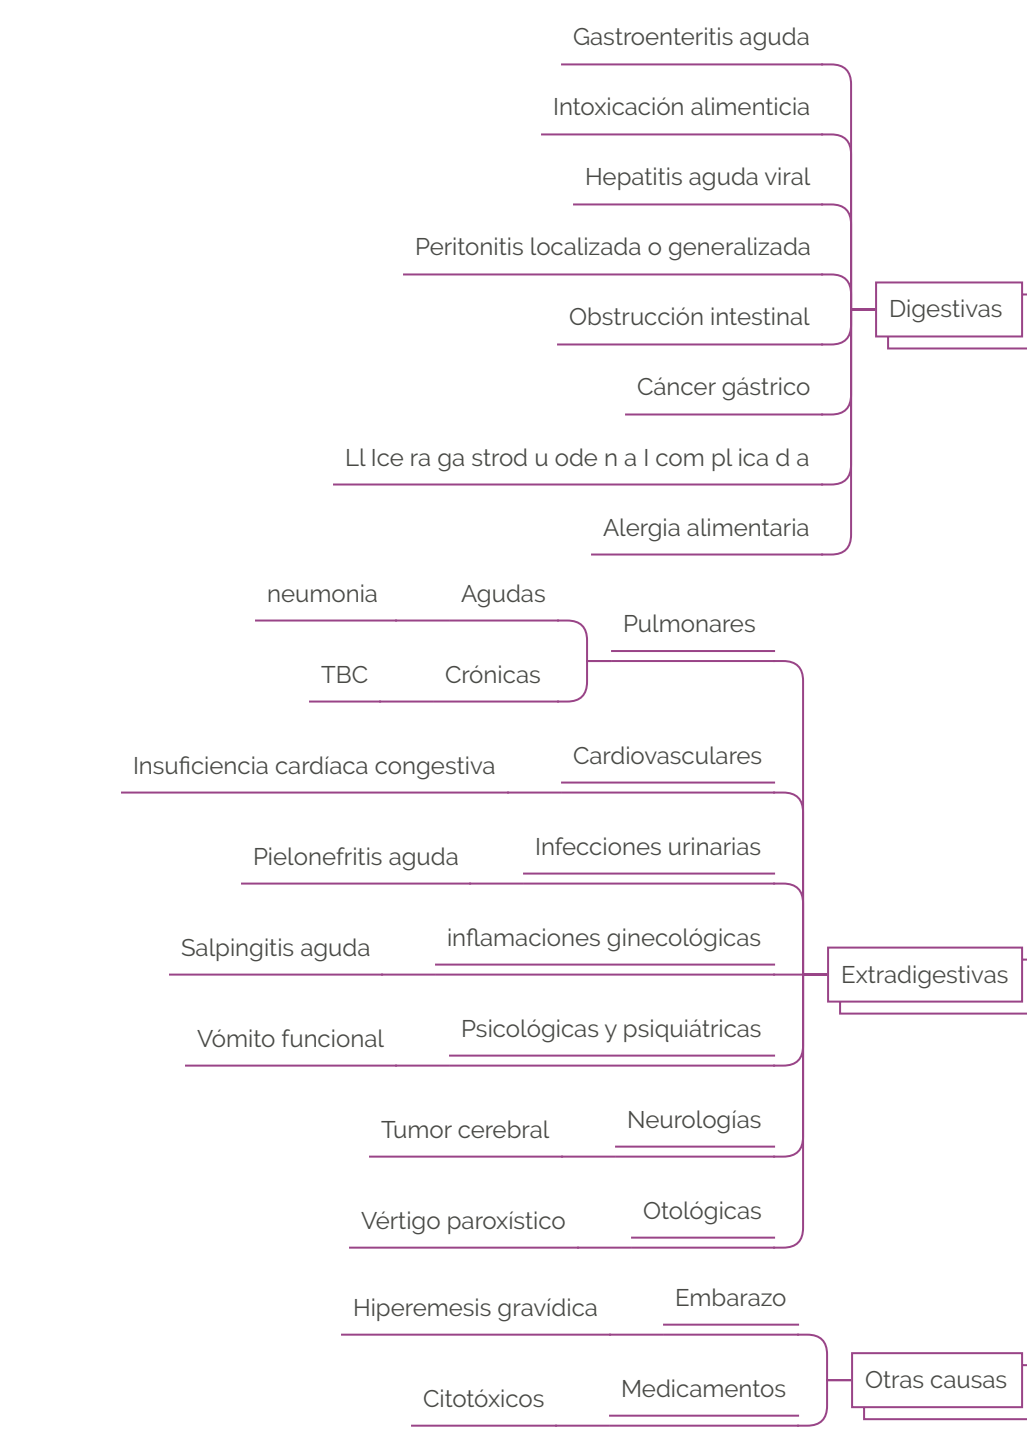 Gastroenteritis aguda
Intoxicación alimenticia
Hepatitis aguda viral
Peritonitis localizada o generalizada
Obstrucción intestinal
Cáncer gástrico
Ll Ice ra ga strod u ode n a I com pl ica d a
Alergia alimentaria
Digestivas
neumonia
Agudas
Pulmonares
TBC
Crónicas
Insuficiencia cardíaca congestiva
Cardiovasculares
Pielonefritis aguda
Infecciones urinarias
Salpingitis aguda
inflamaciones ginecológicas
Extradigestivas
Vómito funcional
Psicológicas y psiquiátricas
Tumor cerebral
Neurologías
Vértigo paroxístico
Otológicas
Hiperemesis gravídica
Embarazo
Otras causas
Citotóxicos
Medicamentos